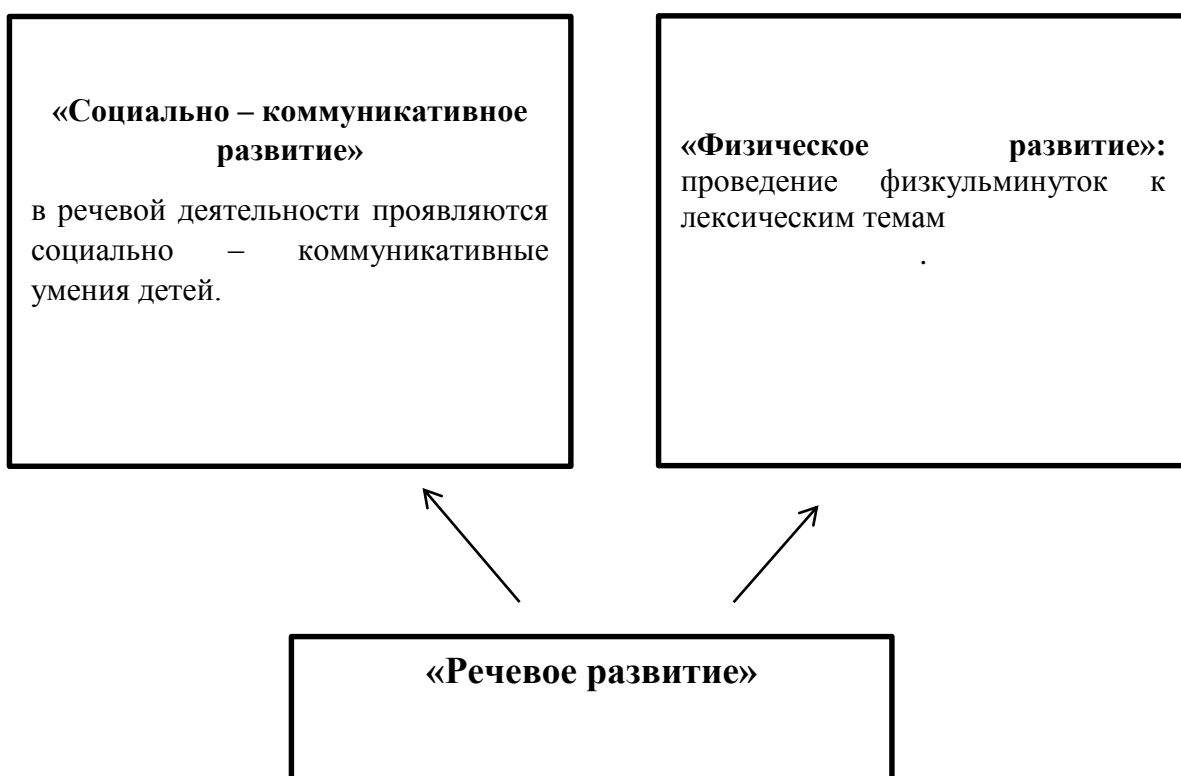 «Социально – коммуникативное
развитие»
в речевой деятельности проявляются
социально – коммуникативные
умения детей.
«Физическое развитие»:
проведение физкульминуток к
лексическим темам
.
«Речевое развитие»